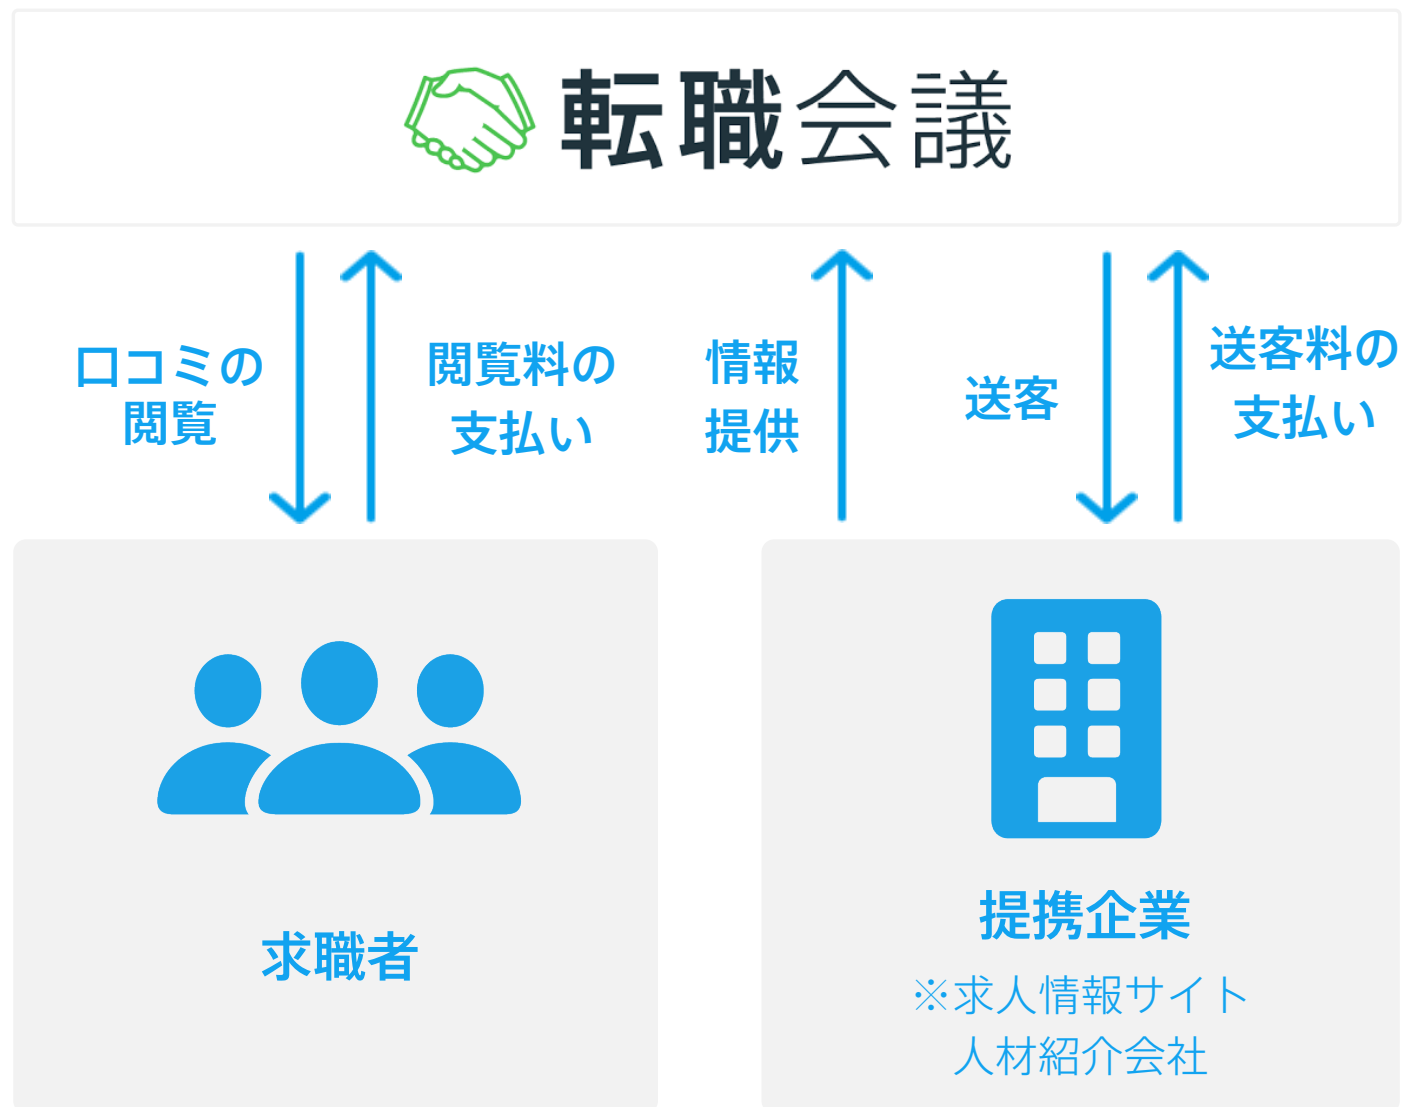 転職会議
口コミの
閲覧
閲覧料の
支払い
情報
提供
送客
送客料の
支払い
求職者
提携企業
※求人情報サイト
人材紹介会社